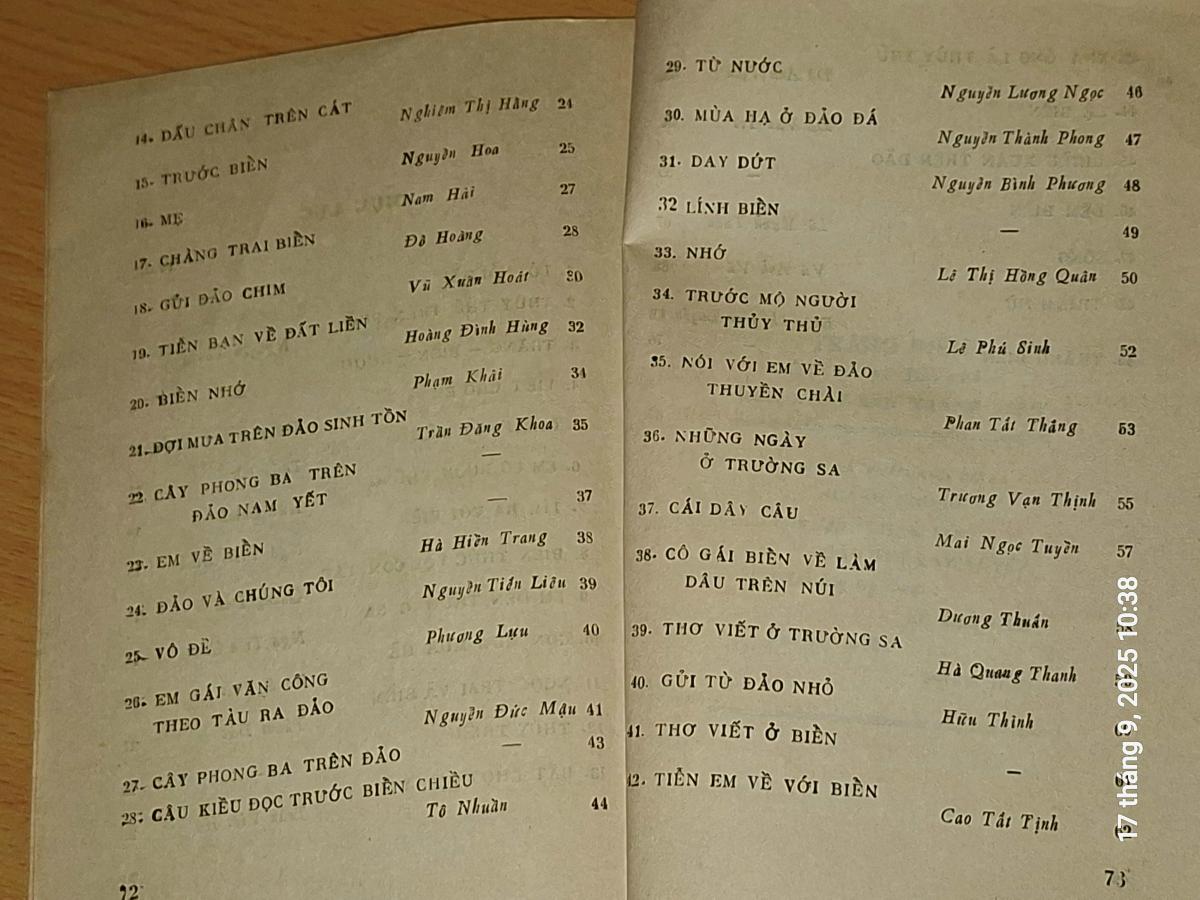 14. DẤU CHÂN TRÊN CÁT Nghiêm Thị Hằng 24
15. TRƯỚC BIỂN Nguyễn Hoa 25
16. MẸ Nam Hải 27
17. CHÀNG TRAI BIỂN Đỗ Hoàng 28
18. GỬI ĐẢO CHIM Vũ Xuân Hoát 30
19. TIỄN BẠN VỀ ĐẤT LIỀN Hoàng Đình Hùng 32
20. BIỂN NHỚ Phạm Khải 34
21. ĐỢI MƯA TRÊN ĐẢO SINH TỒN Trần Đăng Khoa 35
22. CÂY PHONG BA TRÊN —
ĐẢO NAM YẾT — 37
23. EM VỀ BIỂN Hà Hiền Trang 38
24. ĐẢO VÀ CHÚNG TÔI Nguyễn Tiến Liêu 39
25. VÔ ĐỀ Phương Lựu 40
26. EM GÁI VĂN CÔNG
THEO TÀU RA ĐẢO Nguyễn Đức Mậu 41
27. CÂY PHONG BA TRÊN ĐẢO — 43
28. CÂU KIỀU ĐỌC TRƯỚC BIỂN CHIỀU
Tô Nhuần 44
72
29. TỪ NƯỚC
Nguyễn Lương Ngọc 46
30. MÙA HẠ Ở ĐẢO ĐÁ
Nguyễn Thành Phong 47
31. DAY DỨT
Nguyễn Bình Phương 48
32 LÍNH BIỂN
— 49
33. NHỚ
Lê Thị Hồng Quân 50
34. TRƯỚC MỘ NGƯỜI
THỦY THỦ
Lê Phú Sinh 52
35. NÓI VỚI EM VỀ ĐẢO
THUYỀN CHÀI
Phan Tất Thắng 53
36. NHỮNG NGÀY
Ở TRƯỜNG SA
Trương Vạn Thịnh 55
37. CÁI DÂY CÂU
Mai Ngọc Tuyền 57
38. CÔ GÁI BIỂN VỀ LÀM
DÂU TRÊN NÚI
Dương Thuấn
39. THƠ VIẾT Ở TRƯỜNG SA
Hà Quang Thanh
40. GỬI TỪ ĐẢO NHỎ
Hữu Thỉnh
41. THƠ VIẾT Ở BIỂN
—
42. TIỄN EM VỀ VỚI BIỂN
Cao Tất Tịnh
73
17 tháng 9, 2025 10:38